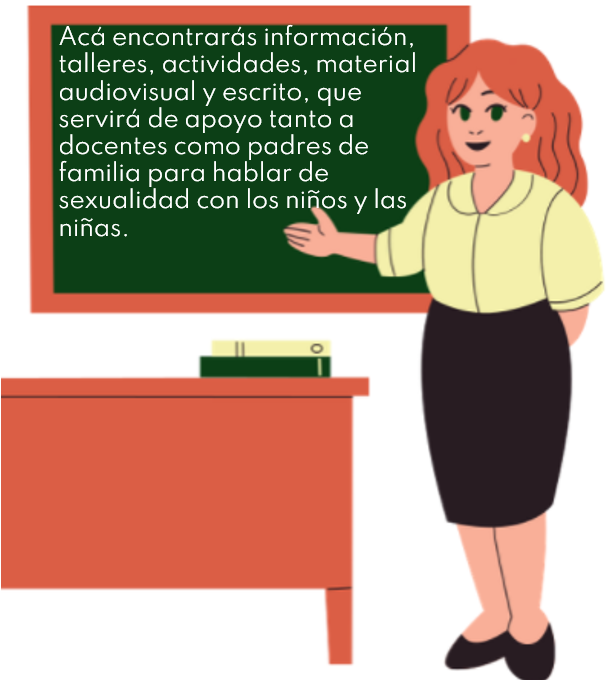 Acá encontrarás información,
talleres, actividades, material
audiovisual y escrito, que
servirá de apoyo tanto a
docentes como padres de
familia para hablar de
sexualidad con los niños y las
niñas.